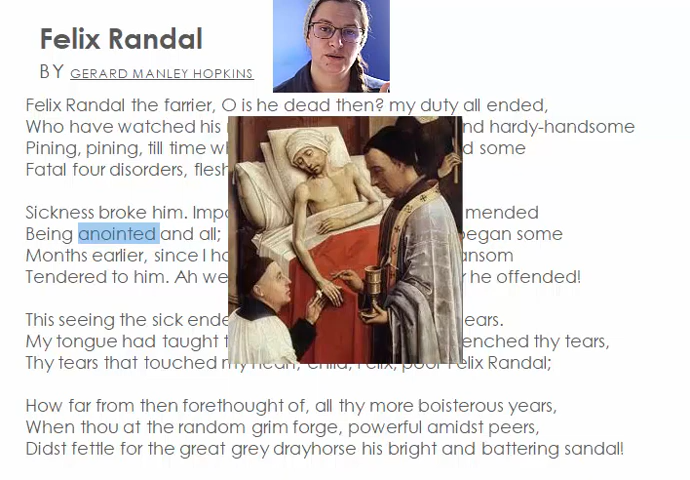 Felix Randal
BY GERARD MANLEY HOPKINS
Felix Randal the farrier, O is he dead then? my duty all ended,
Who have watched his nd hardy-handsome
Pining, pining, till time d some
Fatal four disorders, flesh
Sickness broke him. Imp mended
Being anointed and all; began some
Months earlier, since I ha ansom
Tendered to him. Ah we r he offended!
This seeing the sick ende ears.
My tongue had taught t enched thy tears,
Thy tears that touched my heart, child, Felix, poor Felix Randal;
How far from then forethought of, all thy more boisterous years,
When thou at the random grim forge, powerful amidst peers,
Didst fettle for the great grey drayhorse his bright and battering sandal!